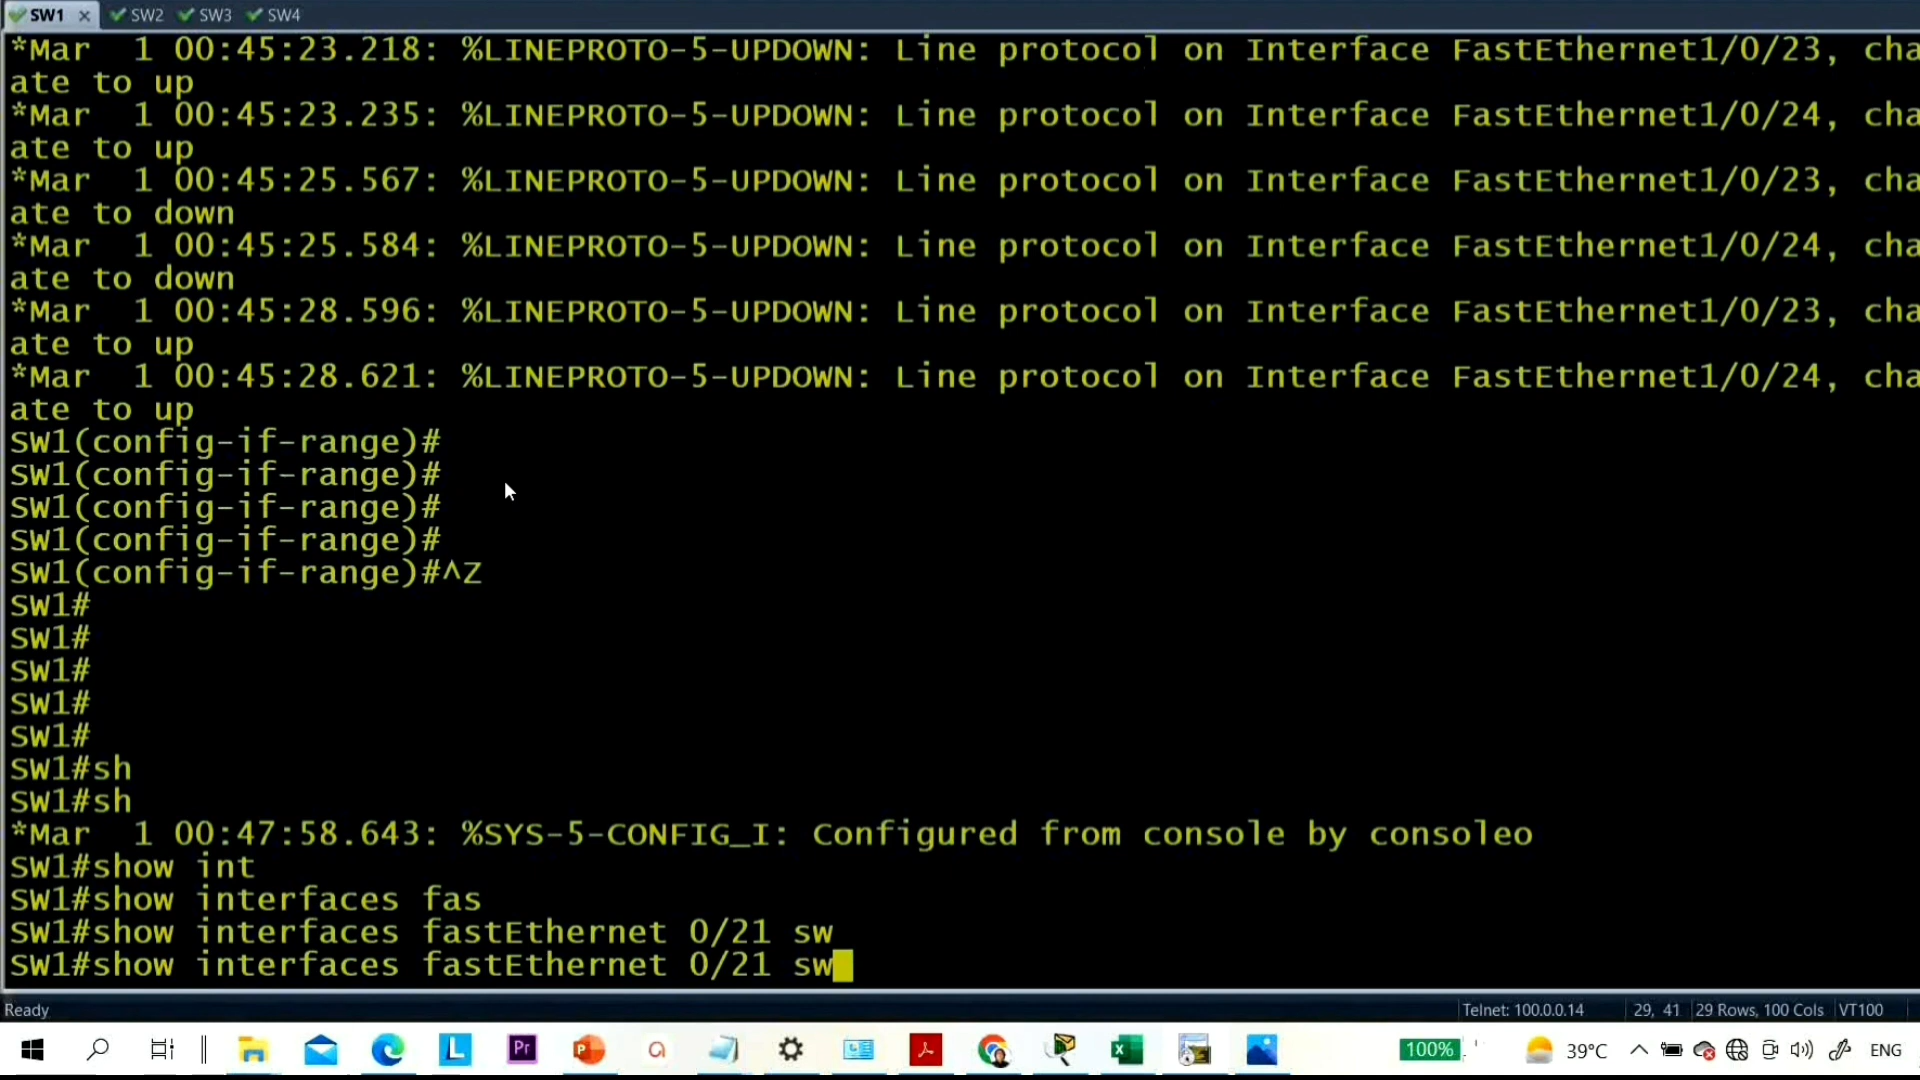 SW1 × SW2 SW3 SW4
*Mar  1 00:45:23.218: %LINEPROTO-5-UPDOWN: Line protocol on Interface FastEthernet1/0/23, cha
ate to up
*Mar  1 00:45:23.235: %LINEPROTO-5-UPDOWN: Line protocol on Interface FastEthernet1/0/24, cha
ate to up
*Mar  1 00:45:25.567: %LINEPROTO-5-UPDOWN: Line protocol on Interface FastEthernet1/0/23, cha
ate to down
*Mar  1 00:45:25.584: %LINEPROTO-5-UPDOWN: Line protocol on Interface FastEthernet1/0/24, cha
ate to down
*Mar  1 00:45:28.596: %LINEPROTO-5-UPDOWN: Line protocol on Interface FastEthernet1/0/23, cha
ate to up
*Mar  1 00:45:28.621: %LINEPROTO-5-UPDOWN: Line protocol on Interface FastEthernet1/0/24, cha
ate to up
SW1(config-if-range)#
SW1(config-if-range)#
SW1(config-if-range)#
SW1(config-if-range)#
SW1(config-if-range)#^Z
SW1#
SW1#
SW1#
SW1#
SW1#
SW1#sh
SW1#sh
*Mar  1 00:47:58.643: %SYS-5-CONFIG_I: Configured from console by consoleo
SW1#show int
SW1#show interfaces fas
SW1#show interfaces fastEthernet 0/21 sw
SW1#show interfaces fastEthernet 0/21 sw
Ready Telnet: 100.0.0.14 29, 41 29 Rows, 100 Cols VT100
L Pr P 100% 39°C ENG